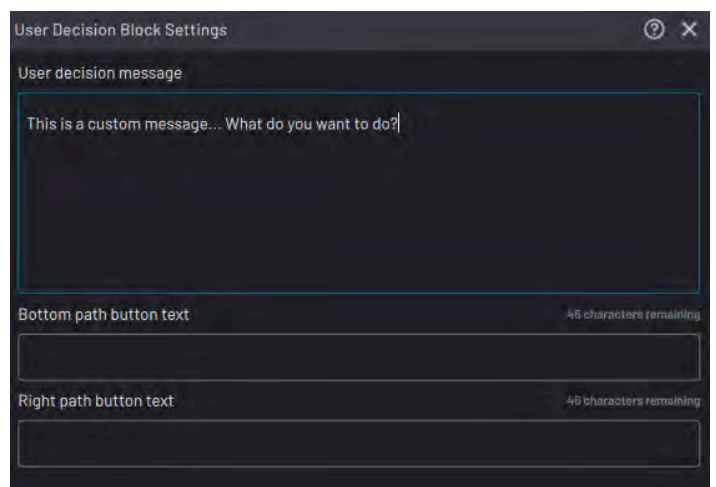 User Decision Block Settings
User decision message
This is a custom message... What do you want to do?
Bottom path button text
46 characters remaining
Right path button text
46 characters remaining